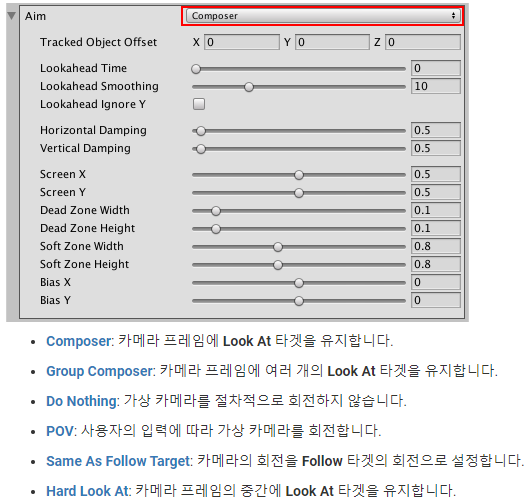 Aim Composer
Tracked Object Offset X 0 Y 0 Z 0
Lookahead Time 0
Lookahead Smoothing 10
Lookahead Ignore Y
Horizontal Damping 0.5
Vertical Damping 0.5
Screen X 0.5
Screen Y 0.5
Dead Zone Width 0.1
Dead Zone Height 0.1
Soft Zone Width 0.8
Soft Zone Height 0.8
Bias X 0
Bias Y 0
• Composer: 카메라 프레임에 Look At 타겟을 유지합니다.
• Group Composer: 카메라 프레임에 여러 개의 Look At 타겟을 유지합니다.
• Do Nothing: 가상 카메라를 절차적으로 회전하지 않습니다.
• POV: 사용자의 입력에 따라 가상 카메라를 회전합니다.
• Same As Follow Target: 카메라의 회전을 Follow 타겟의 회전으로 설정합니다.
• Hard Look At: 카메라 프레임의 중간에 Look At 타겟을 유지합니다.